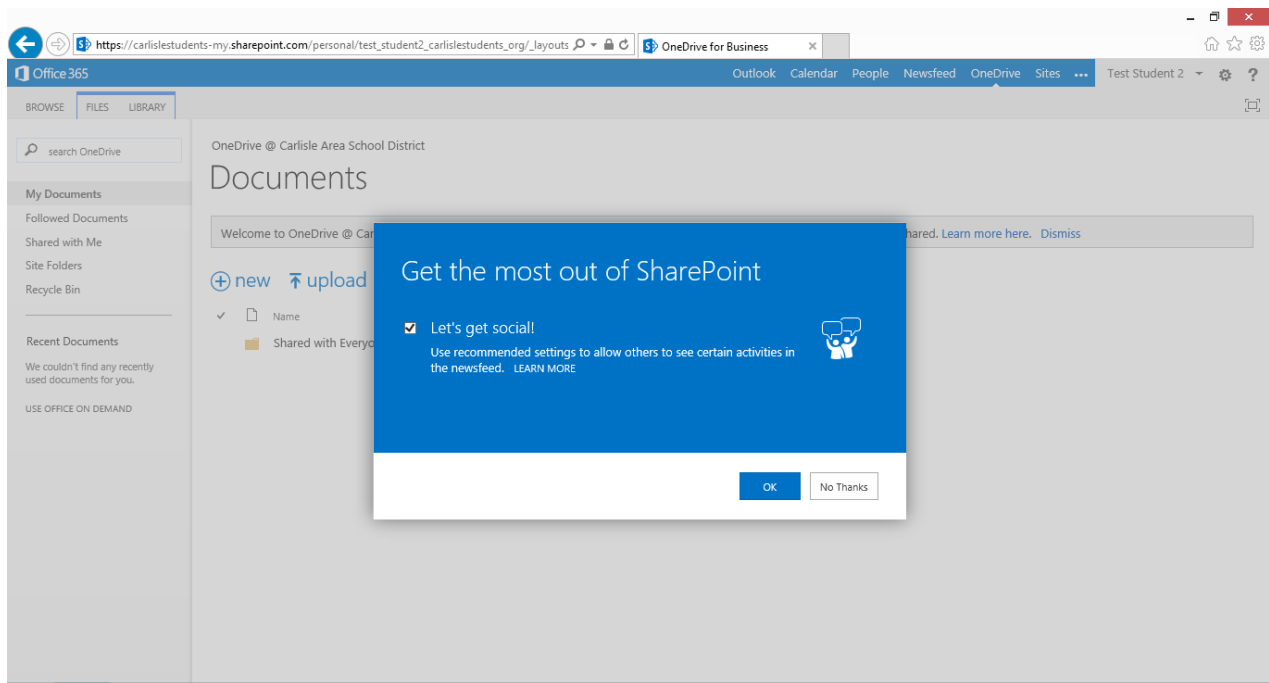 https://carlislestudents-my.sharepoint.com/personal/test_student2_carlislestudents_org/_layouts
OneDrive for Business
Office 365
Outlook Calendar People Newsfeed OneDrive Sites ••• Test Student 2 ?
BROWSE FILES LIBRARY
search OneDrive
My Documents
Followed Documents
Shared with Me
Site Folders
Recycle Bin
Recent Documents
We couldn't find any recently
used documents for you.
USE OFFICE ON DEMAND
OneDrive @ Carlisle Area School District
Documents
Welcome to OneDrive @ Car
hared. Learn more here. Dismiss
new upload
Name
Shared with Everyo
Get the most out of SharePoint
Let's get social!
Use recommended settings to allow others to see certain activities in
the newsfeed. LEARN MORE
OK No Thanks